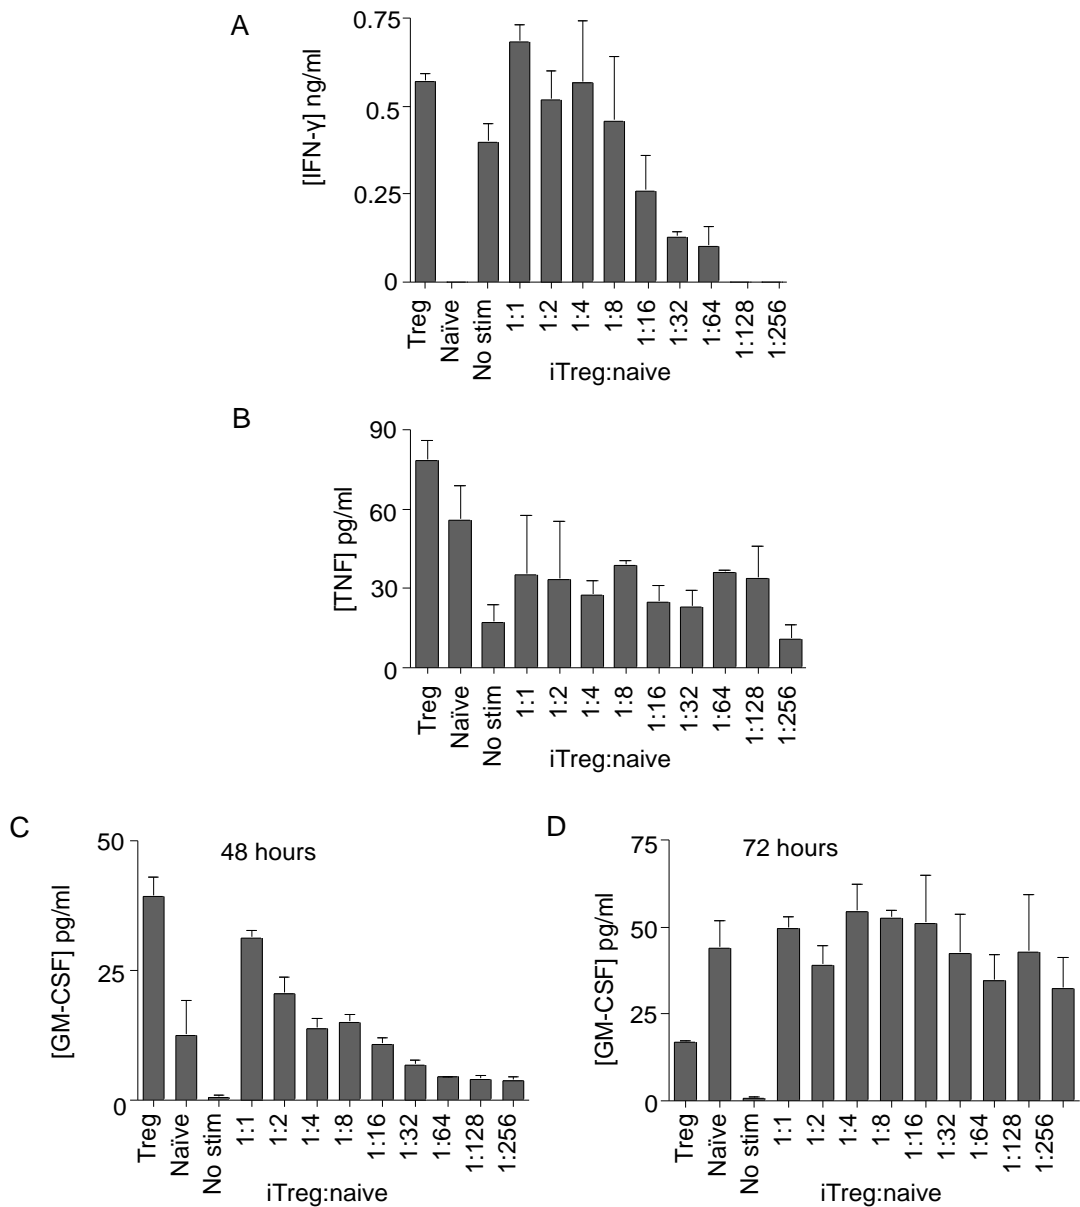 A
[IFN-γ] ng/ml
0.75
0.5
0.25
0
Treg
Naïve
No stim
1:1
1:2
1:4
1:8
1:16
1:32
1:64
1:128
1:256
iTreg:naive
B
[TNF] pg/ml
90
60
30
0
Treg
Naïve
No stim
1:1
1:2
1:4
1:8
1:16
1:32
1:64
1:128
1:256
iTreg:naive
C
48 hours
[GM-CSF] pg/ml
50
25
0
Treg
Naïve
No stim
1:1
1:2
1:4
1:8
1:16
1:32
1:64
1:128
1:256
iTreg:naive
D
72 hours
[GM-CSF] pg/ml
75
50
25
0
Treg
Naïve
No stim
1:1
1:2
1:4
1:8
1:16
1:32
1:64
1:128
1:256
iTreg:naive